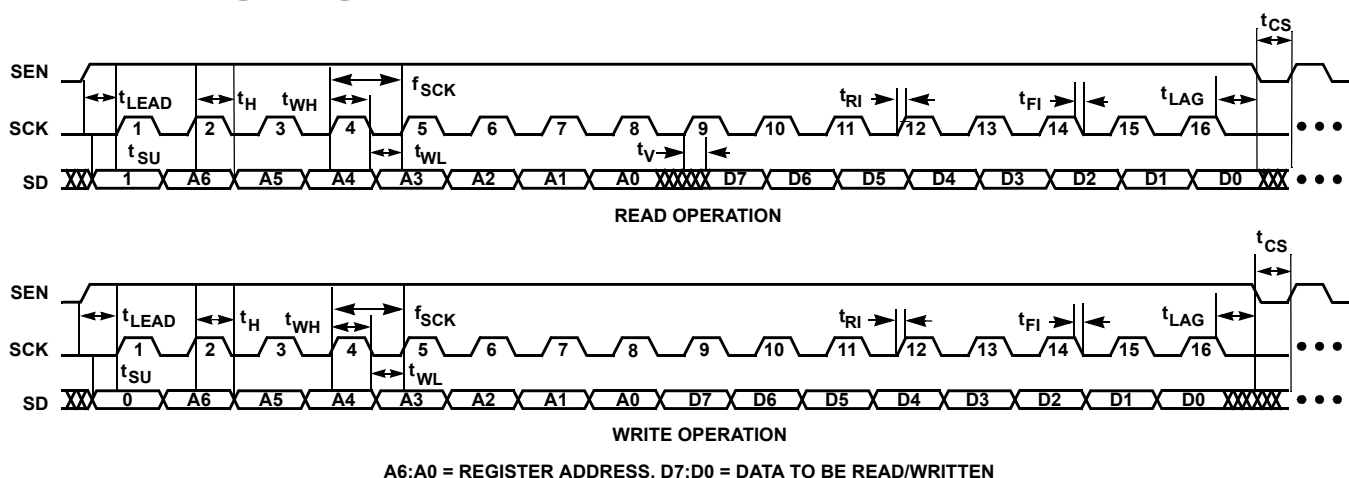 tCS
SEN
tLEAD tH tWH fSCK tRI tFI tLAG
SCK 1 2 3 4 5 6 7 8 9 10 11 12 13 14 15 16
tSU tWL tV
SD 1 A6 A5 A4 A3 A2 A1 A0 D7 D6 D5 D4 D3 D2 D1 D0
READ OPERATION
tCS
SEN
tLEAD tH tWH fSCK tRI tFI tLAG
SCK 1 2 3 4 5 6 7 8 9 10 11 12 13 14 15 16
tSU tWL
SD 0 A6 A5 A4 A3 A2 A1 A0 D7 D6 D5 D4 D3 D2 D1 D0
WRITE OPERATION
A6:A0 = REGISTER ADDRESS. D7:D0 = DATA TO BE READ/WRITTEN